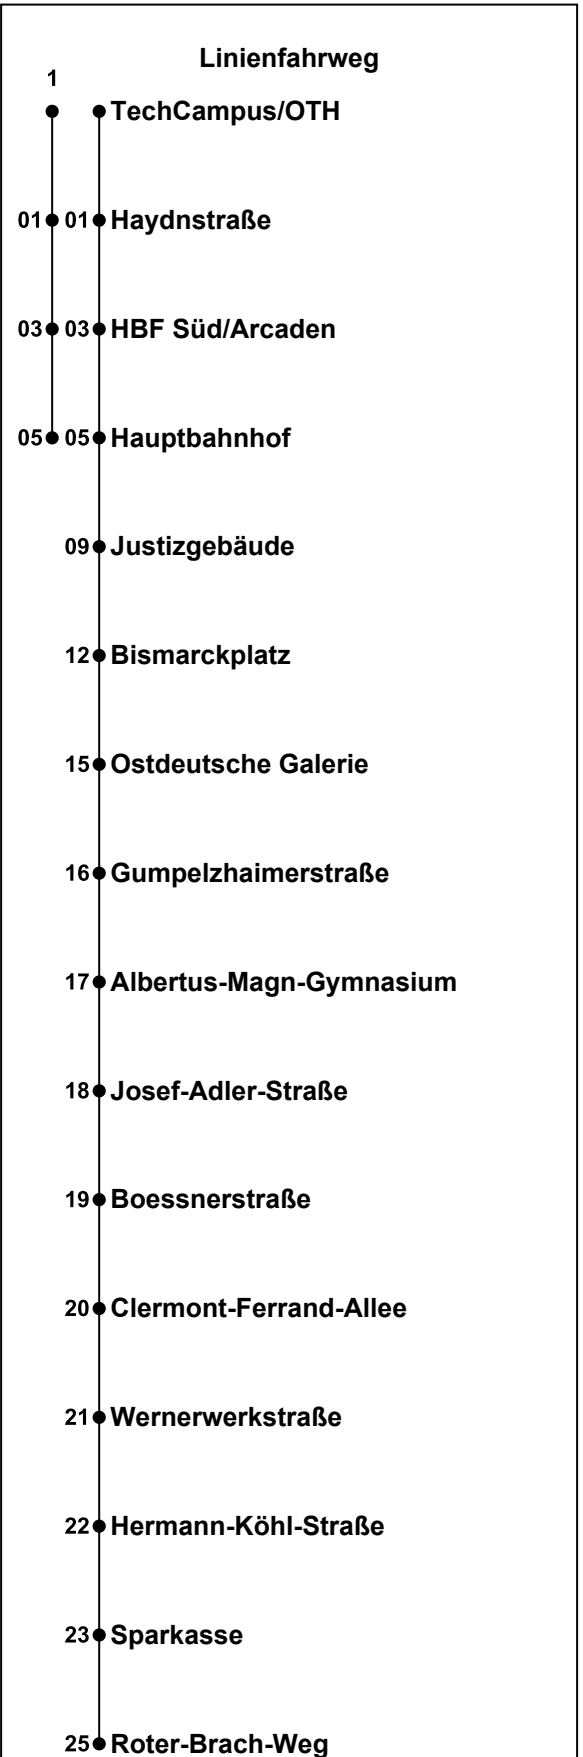 Linienfahrweg
1
TechCampus/OTH
01 01 Haydnstraße
03 03 HBF Süd/Arcaden
05 05 Hauptbahnhof
09 Justizgebäude
12 Bismarckplatz
15 Ostdeutsche Galerie
16 Gumpelzhaimerstraße
17 Albertus-Magn-Gymnasium
18 Josef-Adler-Straße
19 Boessnerstraße
20 Clermont-Ferrand-Allee
21 Wernerwerkstraße
22 Hermann-Köhl-Straße
23 Sparkasse
25 Roter-Brach-Weg